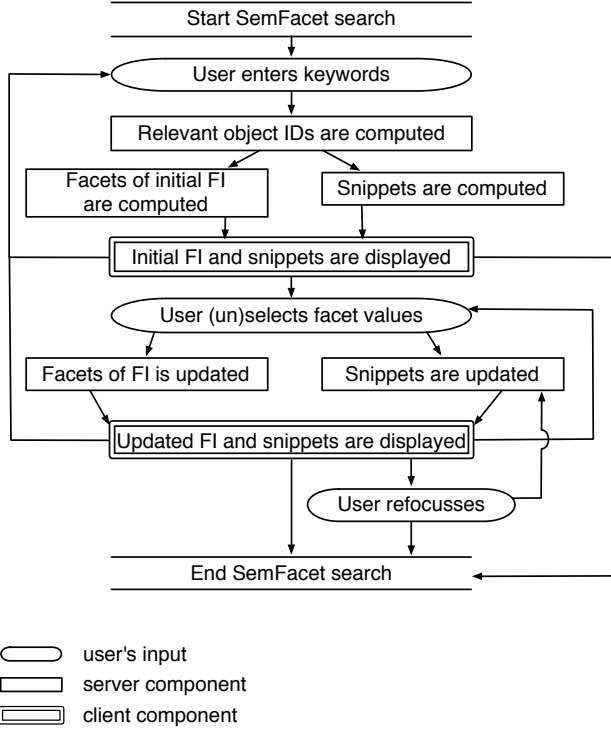 Start SemFacet search
User enters keywords
Relevant object IDs are computed
Facets of initial FI
are computed
Snippets are computed
Initial FI and snippets are displayed
User (un)selects facet values
Facets of FI is updated
Snippets are updated
Updated FI and snippets are displayed
User refocusses
End SemFacet search
user's input
server component
client component